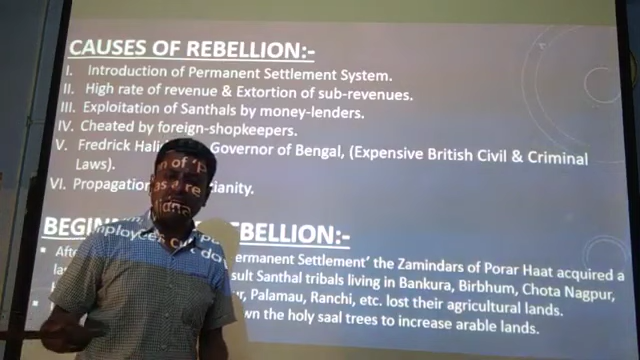 CAUSES OF REBELLION:-
I. Introduction of Permanent Settlement System.
II. High rate of revenue & Extortion of sub-revenues.
III. Exploitation of Santhals by money-lenders.
IV. Cheated by foreign-shopkeepers.
V. Fredrick Governor of Bengal, (Expensive British Civil & Criminal
Laws).
VI. Propagation
EBELLION:-
ermanent Settlement' the Zamindars of Porar Haat acquired a
sult Santhal tribals living in Bankura, Birbhum, Chota Nagpur,
ur, Palamau, Ranchi, etc. lost their agricultural lands.
wn the holy saal trees to increase arable lands.